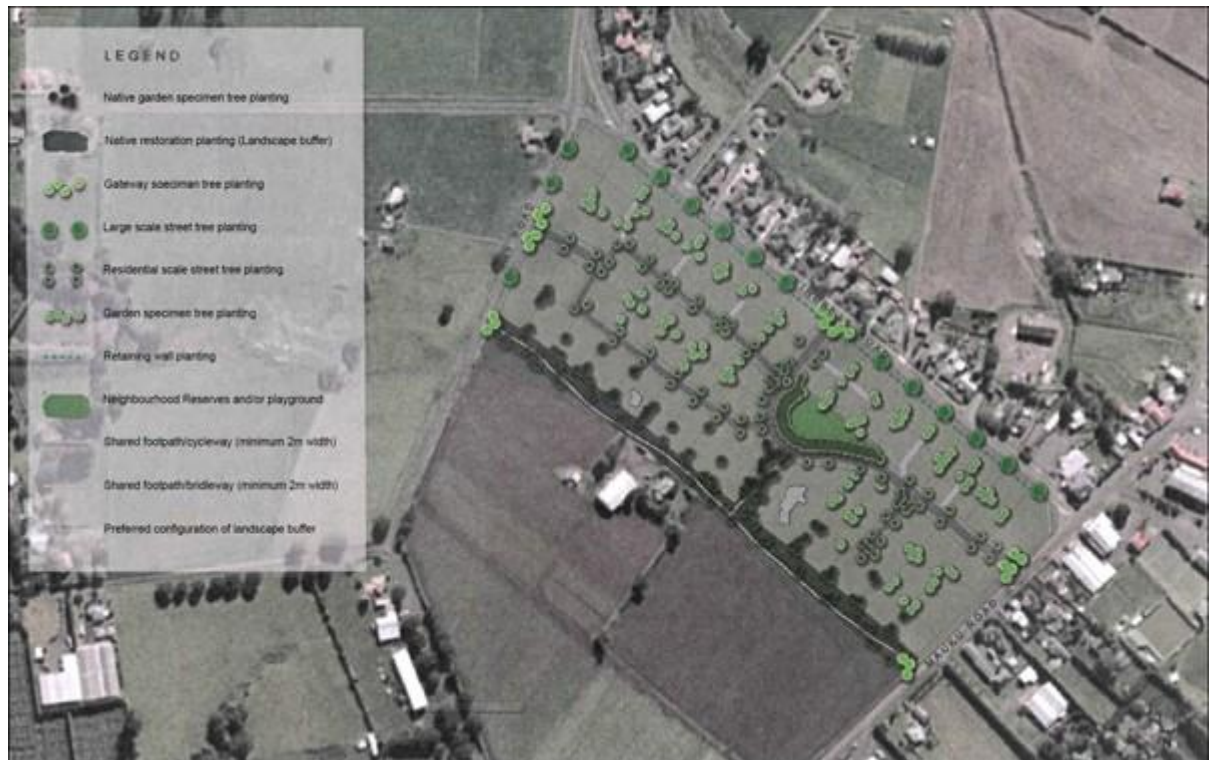 LEGEND
Native garden specimen tree planting
Native restoration planting (Landscape buffer)
Gateway soecimen tree planting
Large scale street tree planting
Residential scale street tree planting
Garden specimen tree planting
Retaining wall planting
Neighbourhood Reserves and/or playground
Shared footpath/cycleway (minimum 2m width)
Shared footpath/bridleway (minimum 2m width)
Preferred configuration of landscape buffer
ROAD